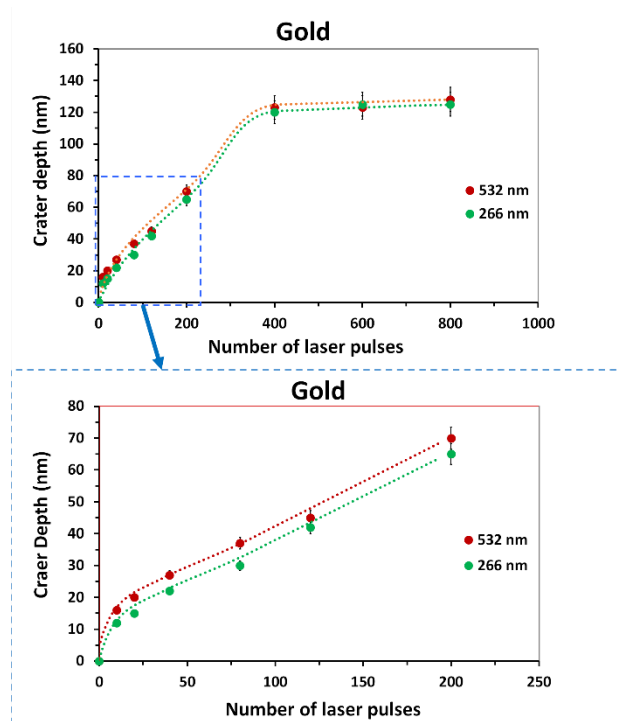 Gold
160
140
120
100
80
60
40
20
0
Crater depth (nm)
532 nm
266 nm
0 200 400 600 800 1000
Number of laser pulses
Gold
80
70
60
50
40
30
20
10
0
Craer Depth (nm)
532 nm
266 nm
0 50 100 150 200 250
Number of laser pulses